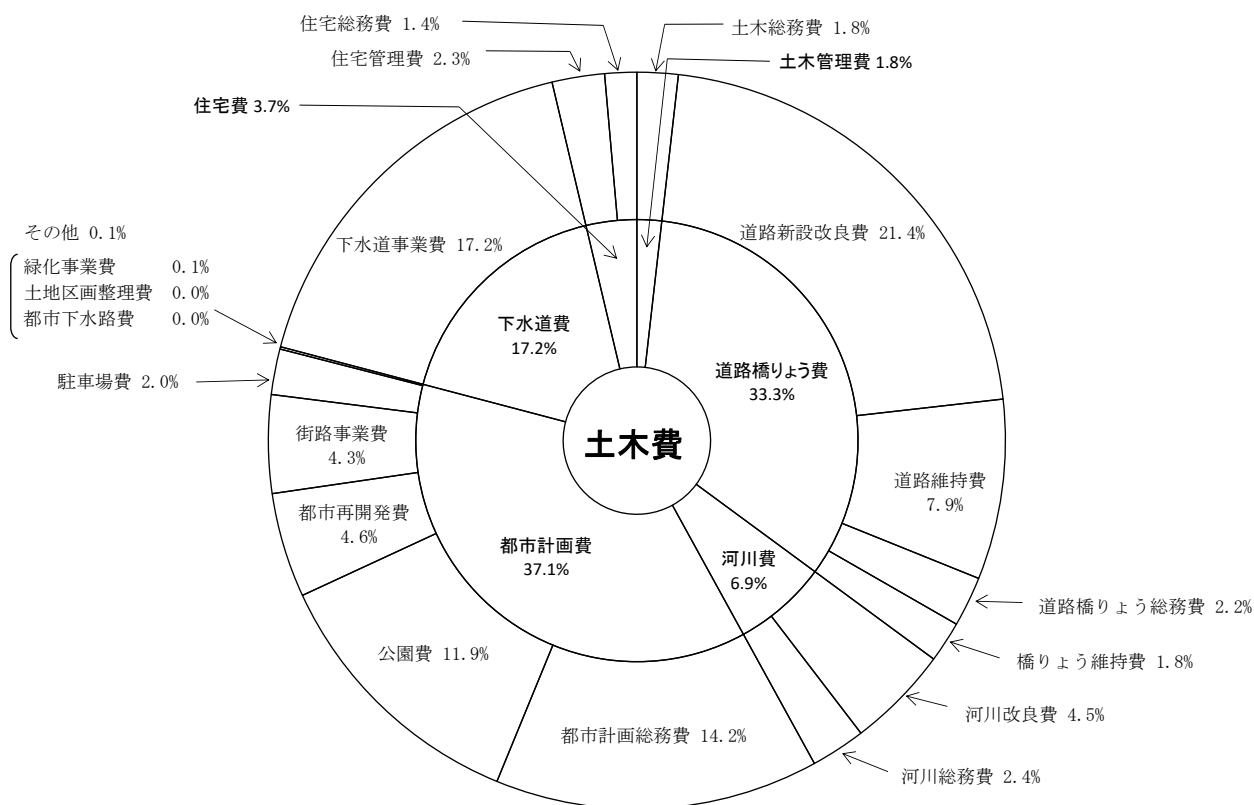 住宅総務費 1.4%
土木総務費 1.8%
住宅管理費 2.3%
土木管理費 1.8%
住宅費 3.7%
その他 0.1%
緑化事業費 0.1%
土地区画整理費 0.0%
都市下水路費 0.0%
下水道事業費 17.2%
道路新設改良費 21.4%
下水道費
17.2%
道路橋りょう費
33.3%
駐車場費 2.0%
土木費
街路事業費
4.3%
道路維持費
7.9%
都市再開発費
4.6%
都市計画費
37.1%
河川費
6.9%
道路橋りょう総務費 2.2%
橋りょう維持費 1.8%
公園費 11.9%
河川改良費 4.5%
都市計画総務費 14.2%
河川総務費 2.4%